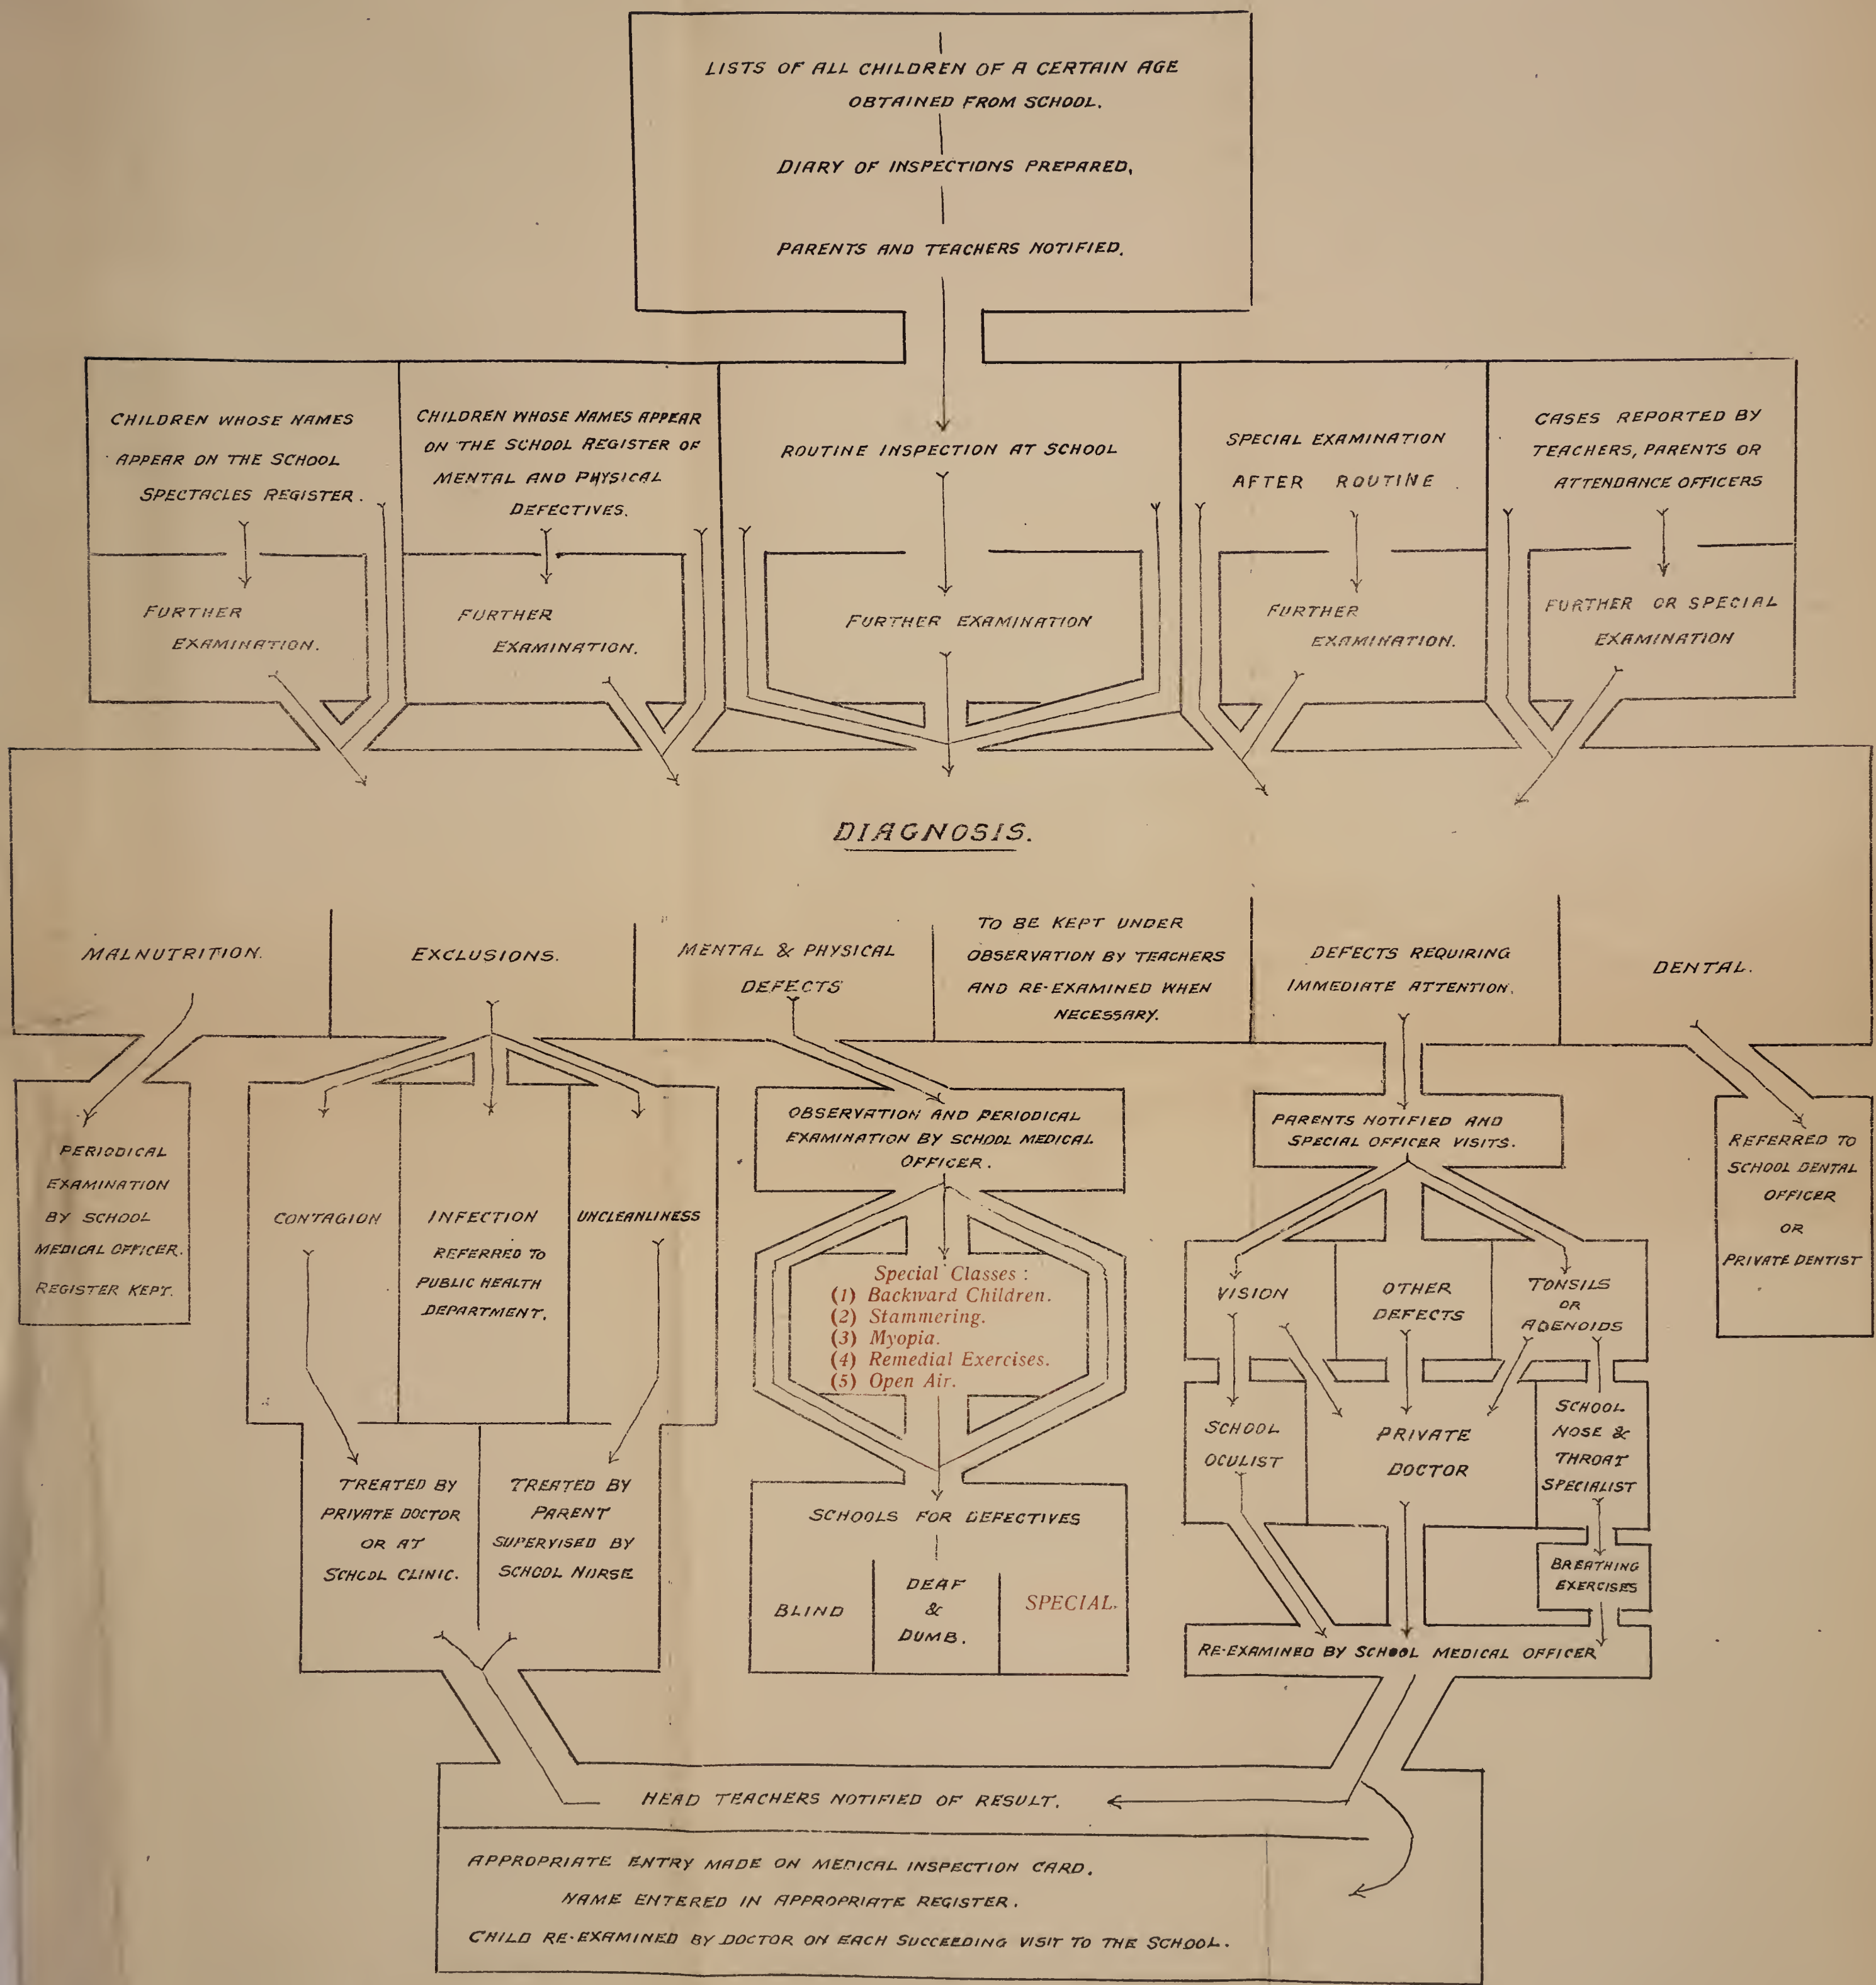 LISTS OF ALL CHILDREN OF A CERTAIN AGE
OBTAINED FROM SCHOOL.
DIARY OF INSPECTIONS PREPARED,
PARENTS AND TEACHERS NOTIFIED.
CHILDREN WHOSE NAMES
APPEAR ON THE SCHOOL
SPECTACLES REGISTER.
CHILDREN WHOSE NAMES APPEAR
ON THE SCHOOL REGISTER OF
MENTAL AND PHYSICAL
DEFECTIVES.
ROUTINE INSPECTION AT SCHOOL
SPECIAL EXAMINATION
AFTER ROUTINE.
CASES REPORTED BY
TEACHERS, PARENTS OR
ATTENDANCE OFFICERS
FURTHER
EXAMINATION.
FURTHER
EXAMINATION.
FURTHER EXAMINATION
FURTHER
EXAMINATION.
FURTHER OR SPECIAL
EXAMINATION
DIAGNOSIS.
MALNUTRITION.
EXCLUSIONS.
MENTAL & PHYSICAL
DEFECTS
TO BE KEPT UNDER
OBSERVATION BY TEACHERS
AND RE-EXAMINED WHEN
NECESSARY.
DEFECTS REQUIRING
IMMEDIATE ATTENTION.
DENTAL.
PERIODICAL
EXAMINATION
BY SCHOOL
MEDICAL OFFICER.
REGISTER KEPT.
CONTAGION
INFECTION
REFERRED TO
PUBLIC HEALTH
DEPARTMENT.
UNCLEANLINESS
OBSERVATION AND PERIODICAL
EXAMINATION BY SCHOOL MEDICAL
OFFICER.
PARENTS NOTIFIED AND
SPECIAL OFFICER VISITS.
REFERRED TO
SCHOOL DENTAL
OFFICER
OR
PRIVATE DENTIST
Special Classes:
(1) Backward Children.
(2) Stammering.
(3) Myopia.
(4) Remedial Exercises.
(5) Open Air.
VISION
OTHER
DEFECTS
TONSILS
OR
ADENOIDS
SCHOOL
OCULIST
PRIVATE
DOCTOR
SCHOOL
NOSE &
THROAT
SPECIALIST
TREATED BY
PRIVATE DOCTOR
OR AT
SCHOOL CLINIC.
TREATED BY
PARENT
SUPERVISED BY
SCHOOL NURSE
SCHOOLS FOR DEFECTIVES
BLIND
DEAF
&
DUMB.
SPECIAL.
BREATHING
EXERCISES
RE-EXAMINED BY SCHOOL MEDICAL OFFICER
HEAD TEACHERS NOTIFIED OF RESULT.
APPROPRIATE ENTRY MADE ON MEDICAL INSPECTION CARD.
NAME ENTERED IN APPROPRIATE REGISTER.
CHILD RE-EXAMINED BY DOCTOR ON EACH SUCCEEDING VISIT TO THE SCHOOL.